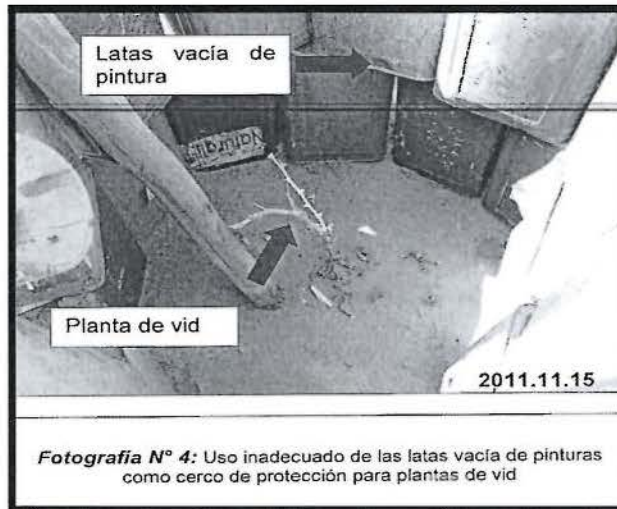 Latas vacía de
pintura
Planta de vid
2011.11.15
Fotografía N° 4: Uso inadecuado de las latas vacía de pinturas
como cerco de protección para plantas de vid